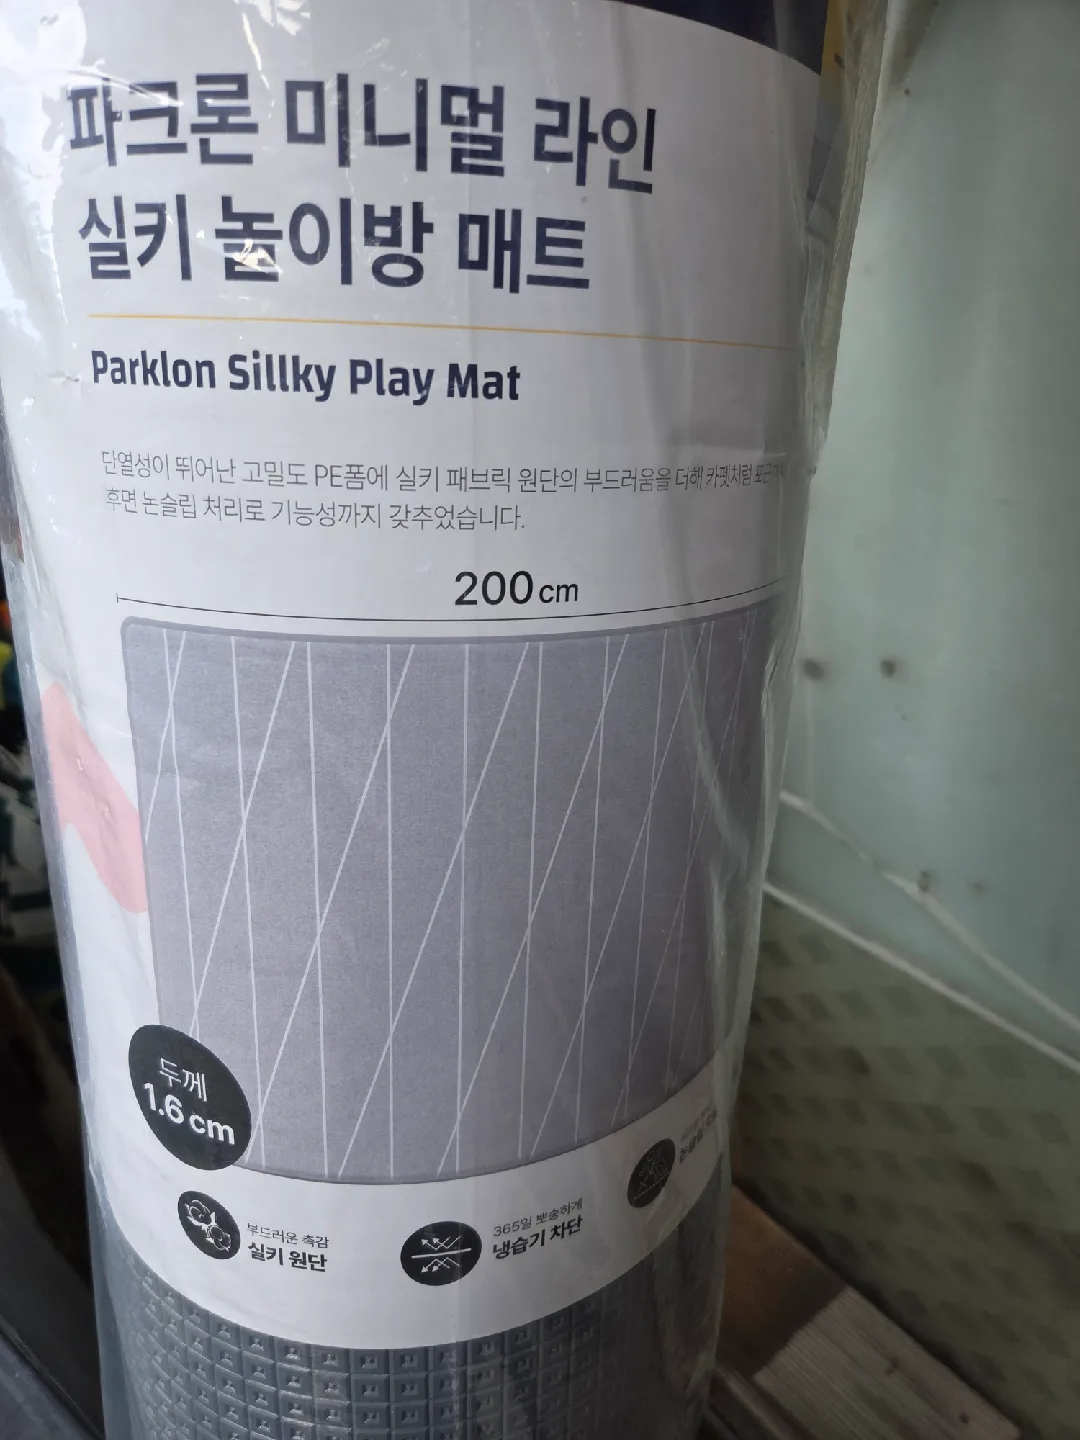 파크론 미니멀 라인
실키 놀이방 매트
Parklon Sillky Play Mat
단열성이 뛰어난 고밀도 PE폼에 실키 패브릭 원단의 부드러움을 더해 카펫처럼
후면 논슬립 처리로 기능성까지 갖추었습니다.
200cm
두께
1.6cm
부드러운 촉감
실키 원단
365일 뽀송하게
냉습기 차단